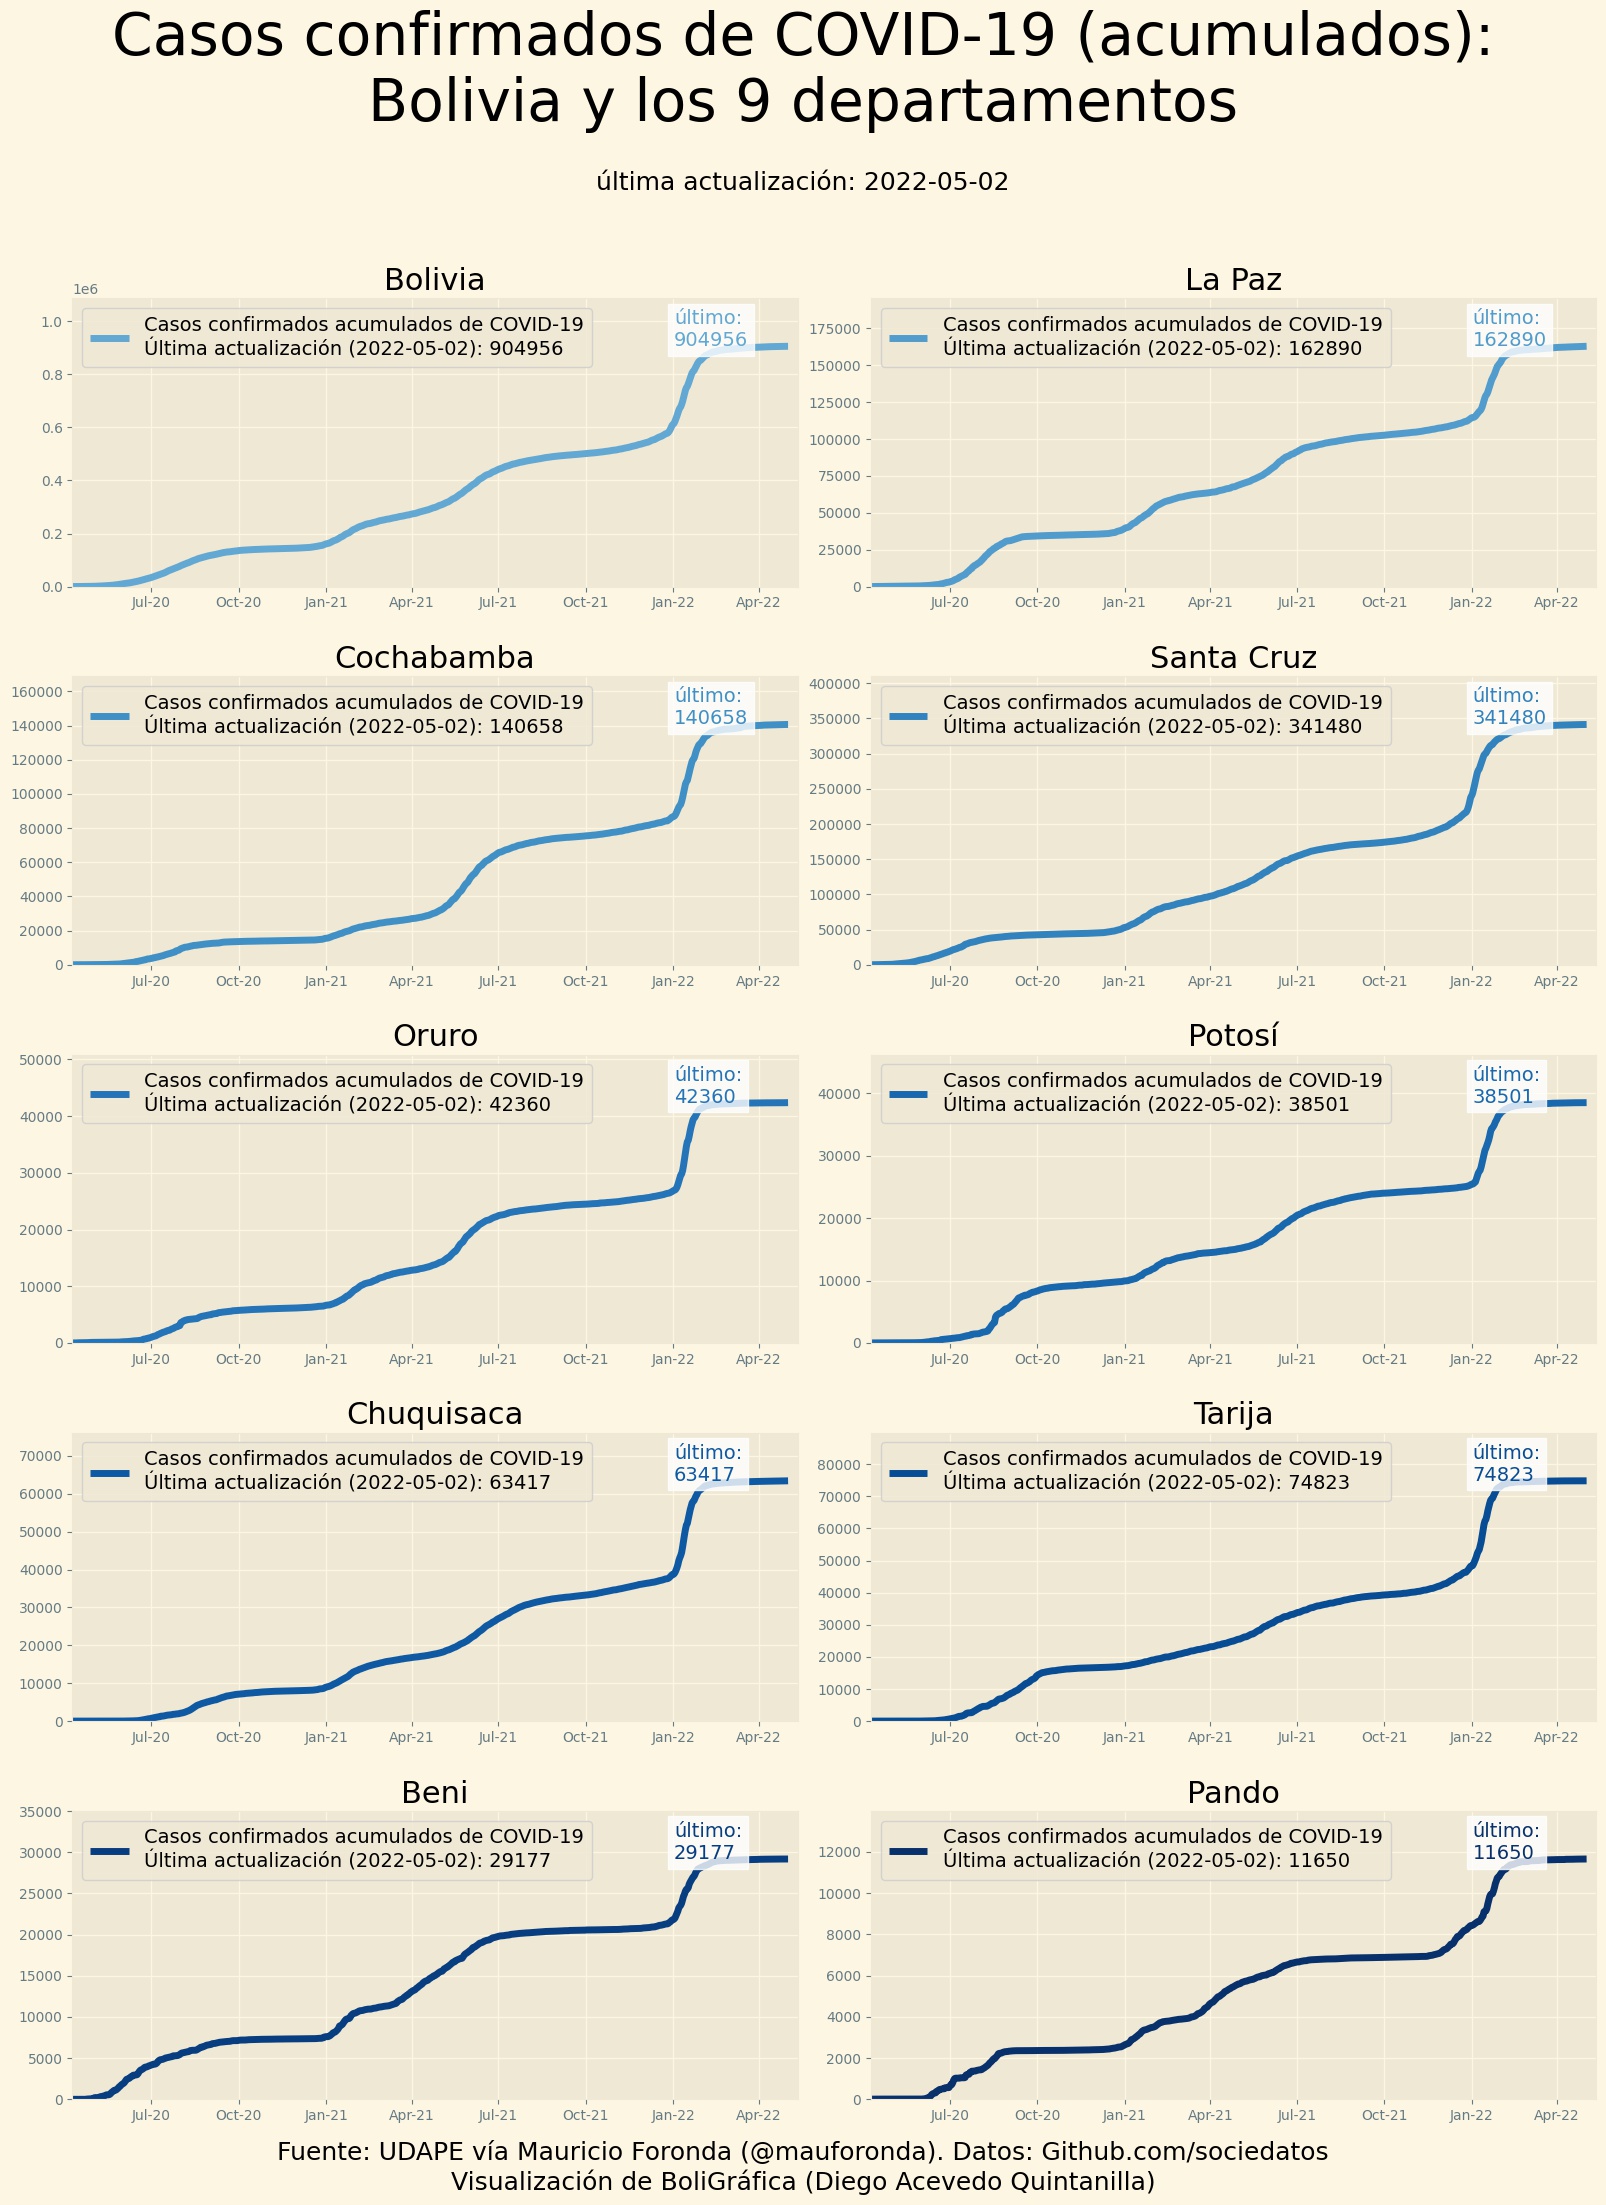 Casos confirmados de COVID-19 (acumulados):
Bolivia y los 9 departamentos
última actualización: 2022-05-02
Bolivia
1e6
Casos confirmados acumulados de COVID-19
Última actualización (2022-05-02): 904956
último:
904956
1.0
0.8
0.6
0.4
0.2
0.0
Jul-20 Oct-20 Jan-21 Apr-21 Jul-21 Oct-21 Jan-22 Apr-22
La Paz
Casos confirmados acumulados de COVID-19
Última actualización (2022-05-02): 162890
último:
162890
175000
150000
125000
100000
75000
50000
25000
0
Jul-20 Oct-20 Jan-21 Apr-21 Jul-21 Oct-21 Jan-22 Apr-22
Cochabamba
Casos confirmados acumulados de COVID-19
Última actualización (2022-05-02): 140658
último:
140658
160000
140000
120000
100000
80000
60000
40000
20000
0
Jul-20 Oct-20 Jan-21 Apr-21 Jul-21 Oct-21 Jan-22 Apr-22
Santa Cruz
Casos confirmados acumulados de COVID-19
Última actualización (2022-05-02): 341480
último:
341480
400000
350000
300000
250000
200000
150000
100000
50000
0
Jul-20 Oct-20 Jan-21 Apr-21 Jul-21 Oct-21 Jan-22 Apr-22
Oruro
Casos confirmados acumulados de COVID-19
Última actualización (2022-05-02): 42360
último:
42360
50000
40000
30000
20000
10000
0
Jul-20 Oct-20 Jan-21 Apr-21 Jul-21 Oct-21 Jan-22 Apr-22
Potosí
Casos confirmados acumulados de COVID-19
Última actualización (2022-05-02): 38501
último:
38501
40000
30000
20000
10000
0
Jul-20 Oct-20 Jan-21 Apr-21 Jul-21 Oct-21 Jan-22 Apr-22
Chuquisaca
Casos confirmados acumulados de COVID-19
Última actualización (2022-05-02): 63417
último:
63417
70000
60000
50000
40000
30000
20000
10000
0
Jul-20 Oct-20 Jan-21 Apr-21 Jul-21 Oct-21 Jan-22 Apr-22
Tarija
Casos confirmados acumulados de COVID-19
Última actualización (2022-05-02): 74823
último:
74823
80000
70000
60000
50000
40000
30000
20000
10000
0
Jul-20 Oct-20 Jan-21 Apr-21 Jul-21 Oct-21 Jan-22 Apr-22
Beni
Casos confirmados acumulados de COVID-19
Última actualización (2022-05-02): 29177
último:
29177
35000
30000
25000
20000
15000
10000
5000
0
Jul-20 Oct-20 Jan-21 Apr-21 Jul-21 Oct-21 Jan-22 Apr-22
Pando
Casos confirmados acumulados de COVID-19
Última actualización (2022-05-02): 11650
último:
11650
12000
10000
8000
6000
4000
2000
0
Jul-20 Oct-20 Jan-21 Apr-21 Jul-21 Oct-21 Jan-22 Apr-22
Fuente: UDAPE vía Mauricio Foronda (@mauforonda). Datos: Github.com/sociedatos
Visualización de BoliGráfica (Diego Acevedo Quintanilla)